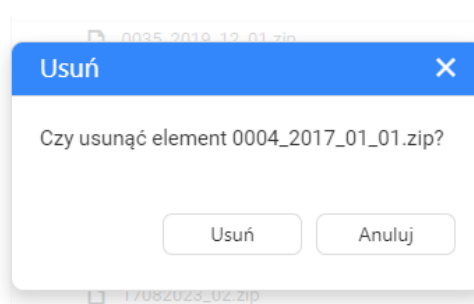 0035_2019_12_01.zip
Usuń
Czy usunąć element 0004_2017_01_01.zip?
Usuń Anuluj
17082023_02.zip